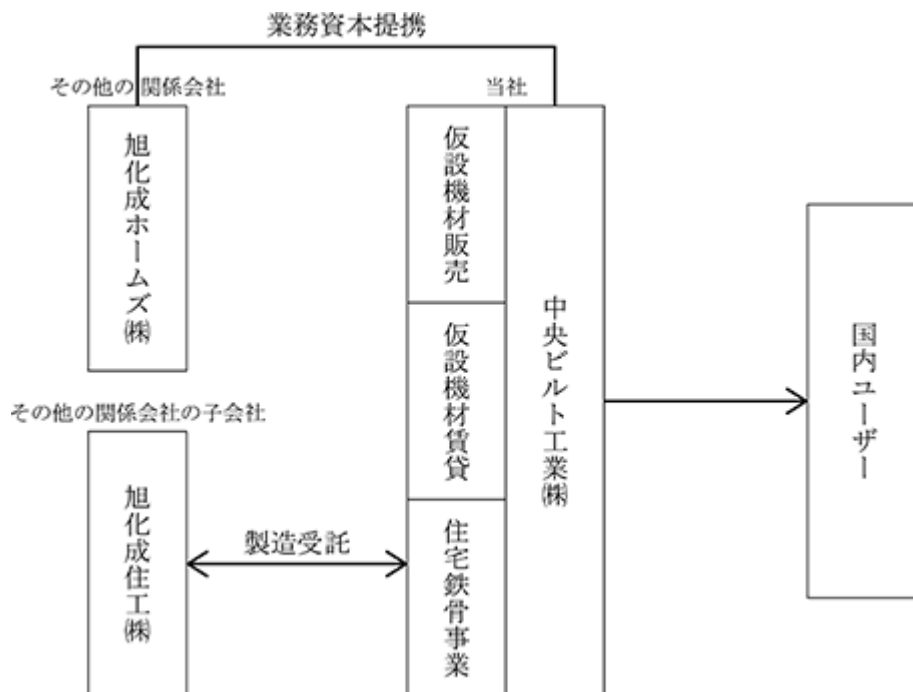 業務資本提携
その他の関係会社
当社
旭化成ホームズ㈱
仮設機材販売
仮設機材賃貸
住宅鉄骨事業
中央ビルト工業㈱
国内ユーザー
その他の関係会社の子会社
旭化成住工㈱
製造受託